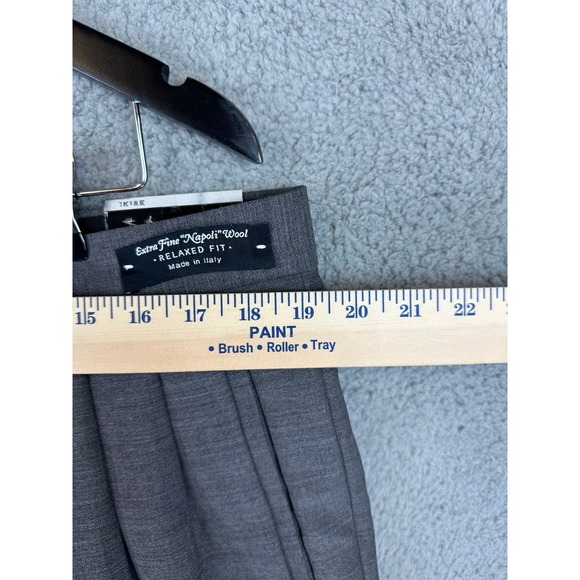 Extra Fine "Napoli" Wool
• RELAXED FIT •
Made in Italy
15 16 17 18 19 20 21 22
PAINT
• Brush • Roller • Tray